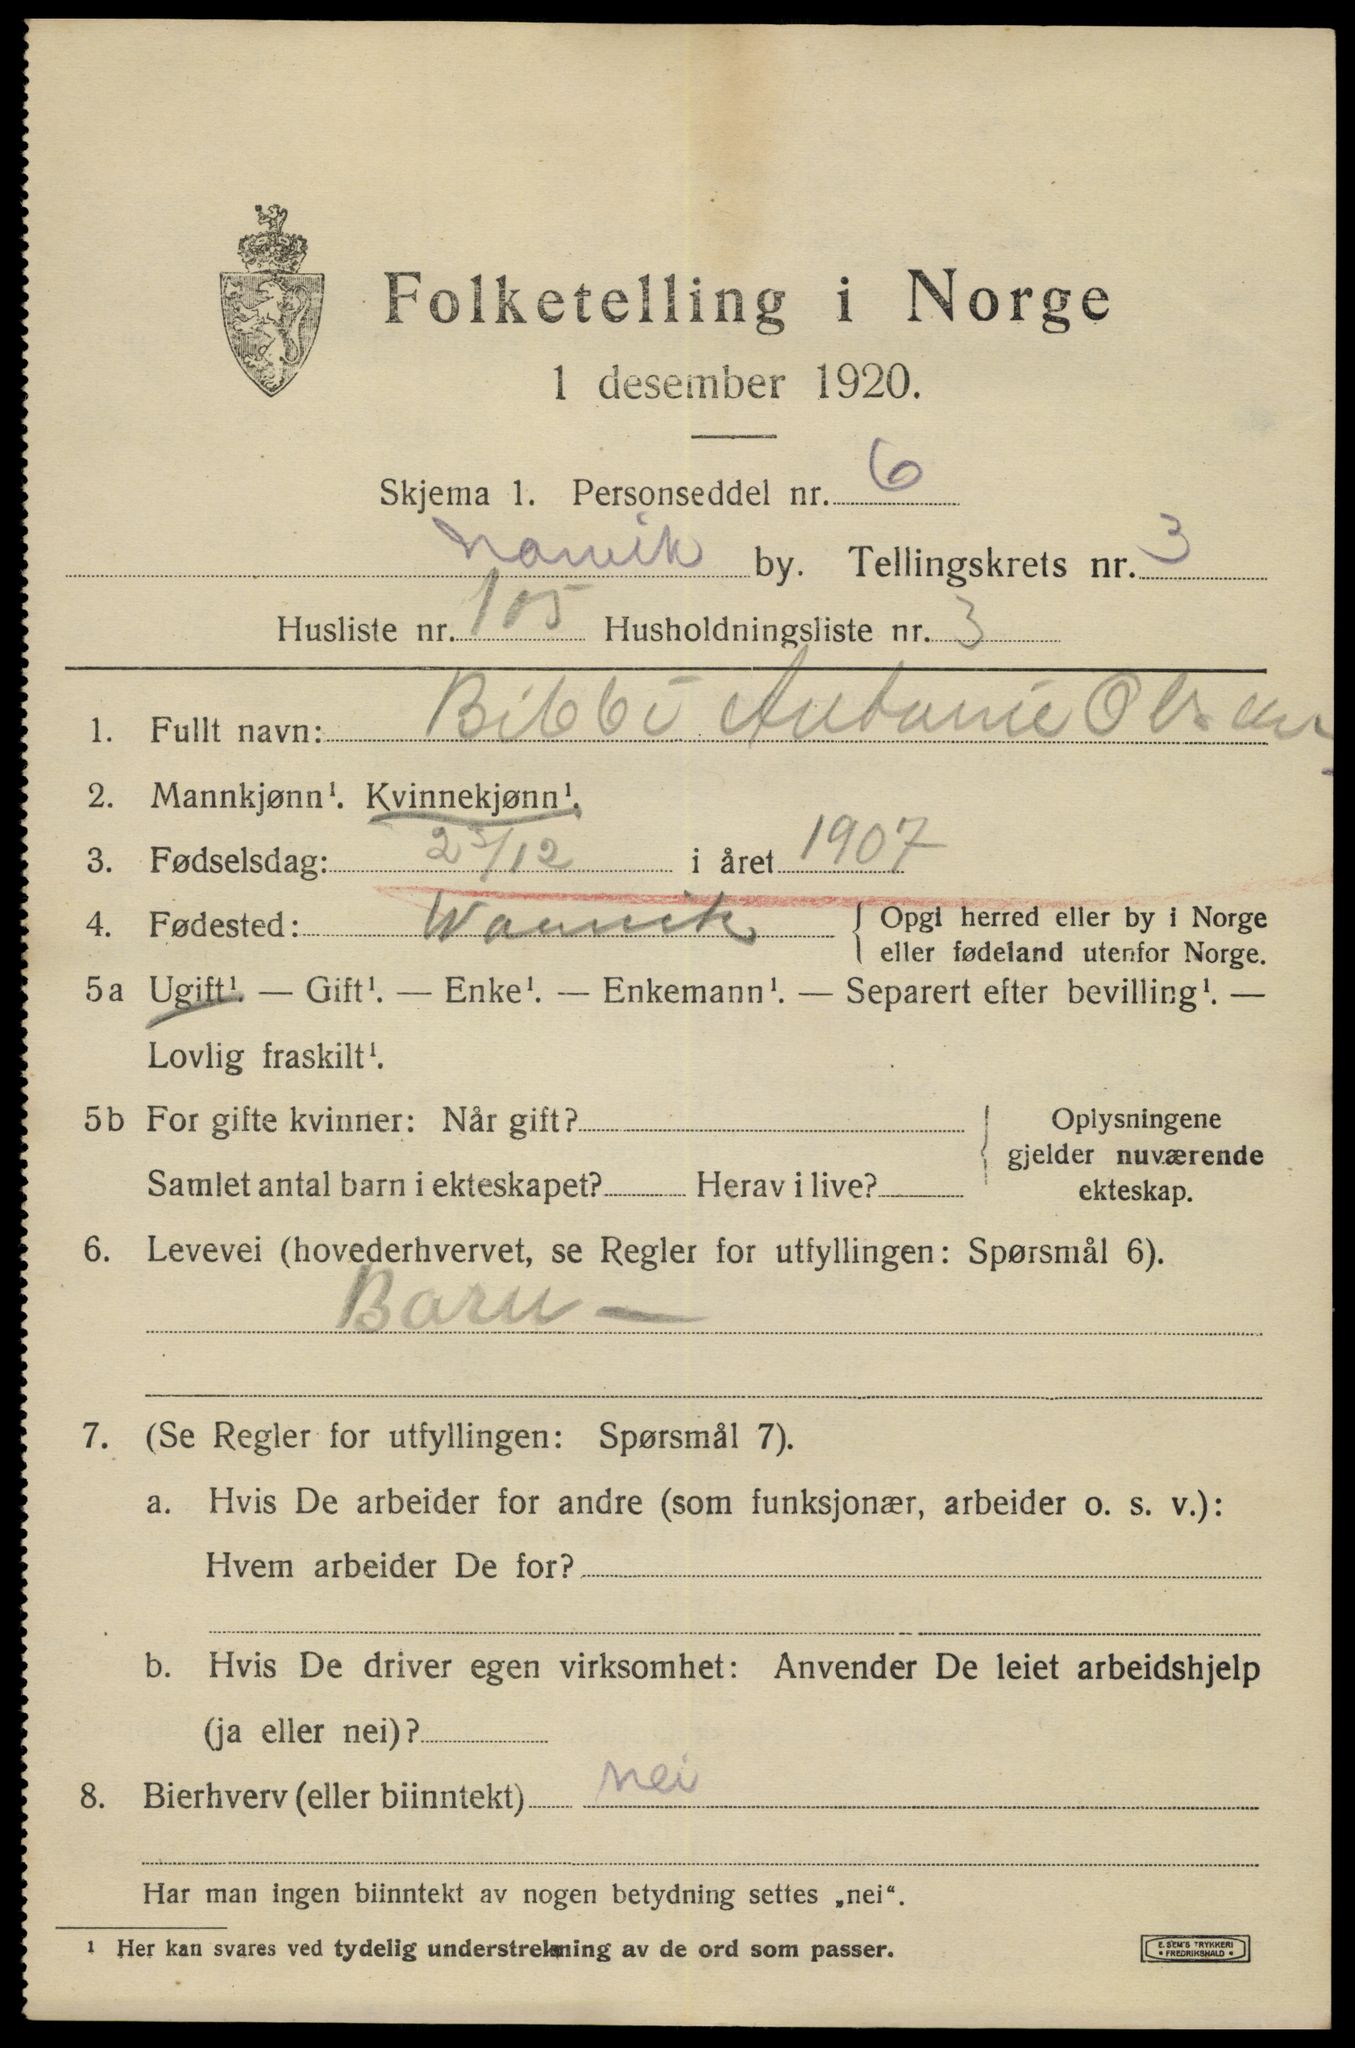 Folketelling i Norge
1 desember 1920.
Skjema 1. Personseddel nr. 6
Narvik by. Tellingskrets nr. 3
Husliste nr. 105 Husholdningsliste nr. 3
1. Fullt navn: Bibbi Antonie Olsen
2. Mannkjønn¹. Kvinnekjønn¹.
3. Fødselsdag: /12 i året 1907
4. Fødested: { Opgi herred eller by i Norge
eller fødeland utenfor Norge.
5a Ugift¹. — Gift¹. — Enke¹. — Enkemann¹. — Separert efter bevilling¹. —
Lovlig fraskilt¹.
5b For gifte kvinner: Når gift? Oplysningene
gjelder nuværende
Samlet antal barn i ekteskapet? Herav i live? ekteskap.
6. Levevei (hovederhvervet, se Regler for utfyllingen: Spørsmål 6).
Barn —
7. (Se Regler for utfyllingen: Spørsmål 7).
a. Hvis De arbeider for andre (som funksjonær, arbeider o. s. v.):
Hvem arbeider De for?
b. Hvis De driver egen virksomhet: Anvender De leiet arbeidshjelp
(ja eller nei)?
8. Bierhverv (eller biinntekt) nei
Har man ingen biinntekt av nogen betydning settes „nei“.
¹ Her kan svares ved tydelig understrekning av de ord som passer.
E. SEM'S TRYKKERI
• FREDRIKSHALD •